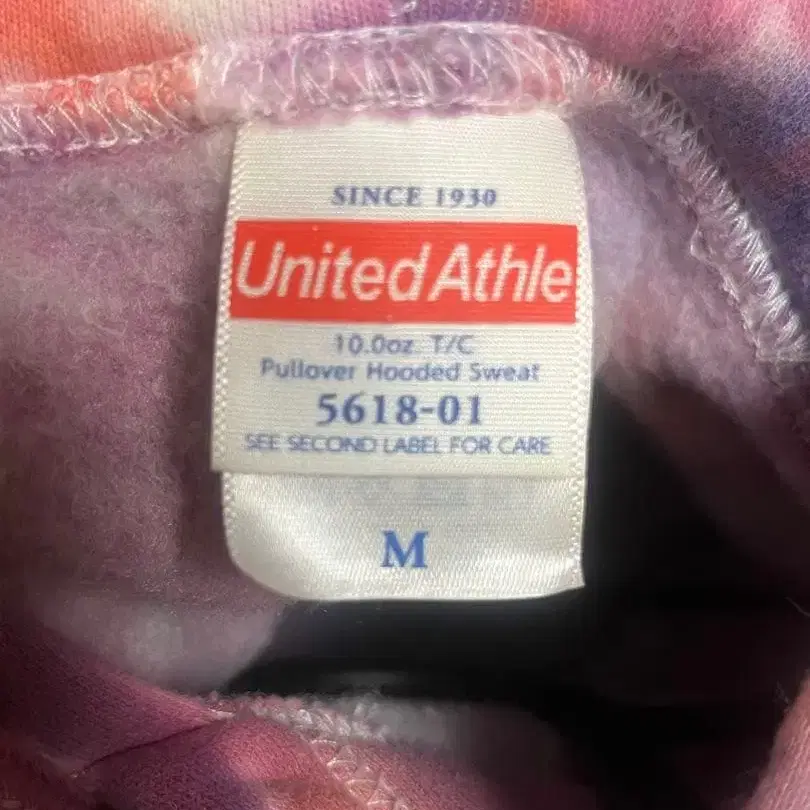 SINCE 1930
United Athle
10.0oz T/C
Pullover Hooded Sweat
5618-01
SEE SECOND LABEL FOR CARE
M